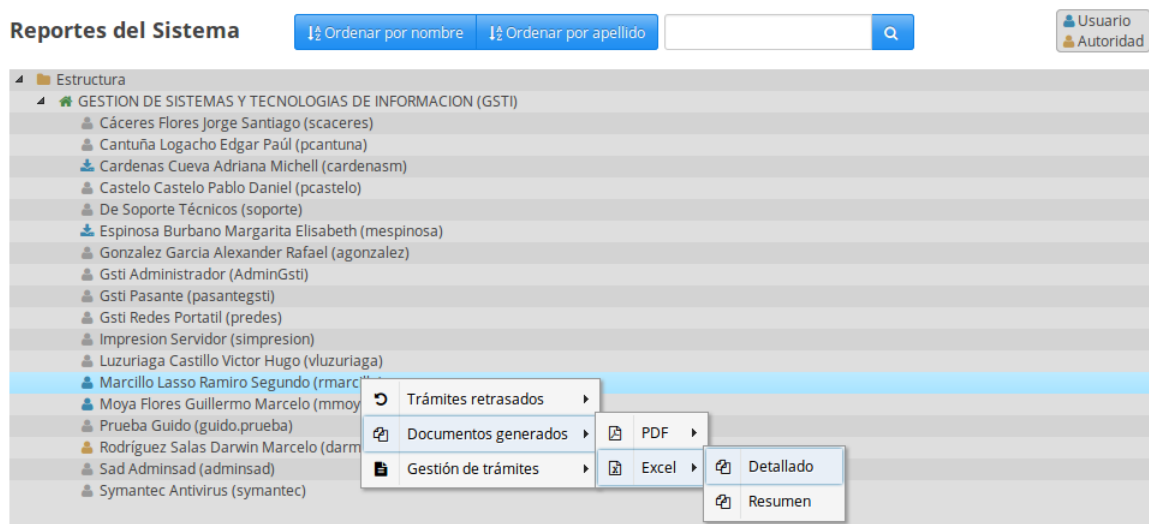 Reportes del Sistema
Ordenar por nombre
Ordenar por apellido
Usuario
Autoridad
Estructura
GESTION DE SISTEMAS Y TECNOLOGIAS DE INFORMACION (GSTI)
Cáceres Flores Jorge Santiago (scaceres)
Cantuña Logacho Edgar Paúl (pcantuna)
Cardenas Cueva Adriana Michell (cardenasm)
Castelo Castelo Pablo Daniel (pcastelo)
De Soporte Técnicos (soporte)
Espinosa Burbano Margarita Elisabeth (mespinosa)
Gonzalez Garcia Alexander Rafael (agonzalez)
Gsti Administrador (AdminGsti)
Gsti Pasante (pasantegsti)
Gsti Redes Portatil (predes)
Impresion Servidor (simpresion)
Luzuriaga Castillo Victor Hugo (vluzuriaga)
Marcillo Lasso Ramiro Segundo
Moya Flores Guillermo Marcelo (mmoy
Prueba Guido (guido.prueba)
Rodríguez Salas Darwin Marcelo (darm
Sad Adminsad (adminsad)
Symantec Antivirus (symantec)
Trámites retrasados
Documentos generados
Gestión de trámites
PDF
Excel
Detallado
Resumen